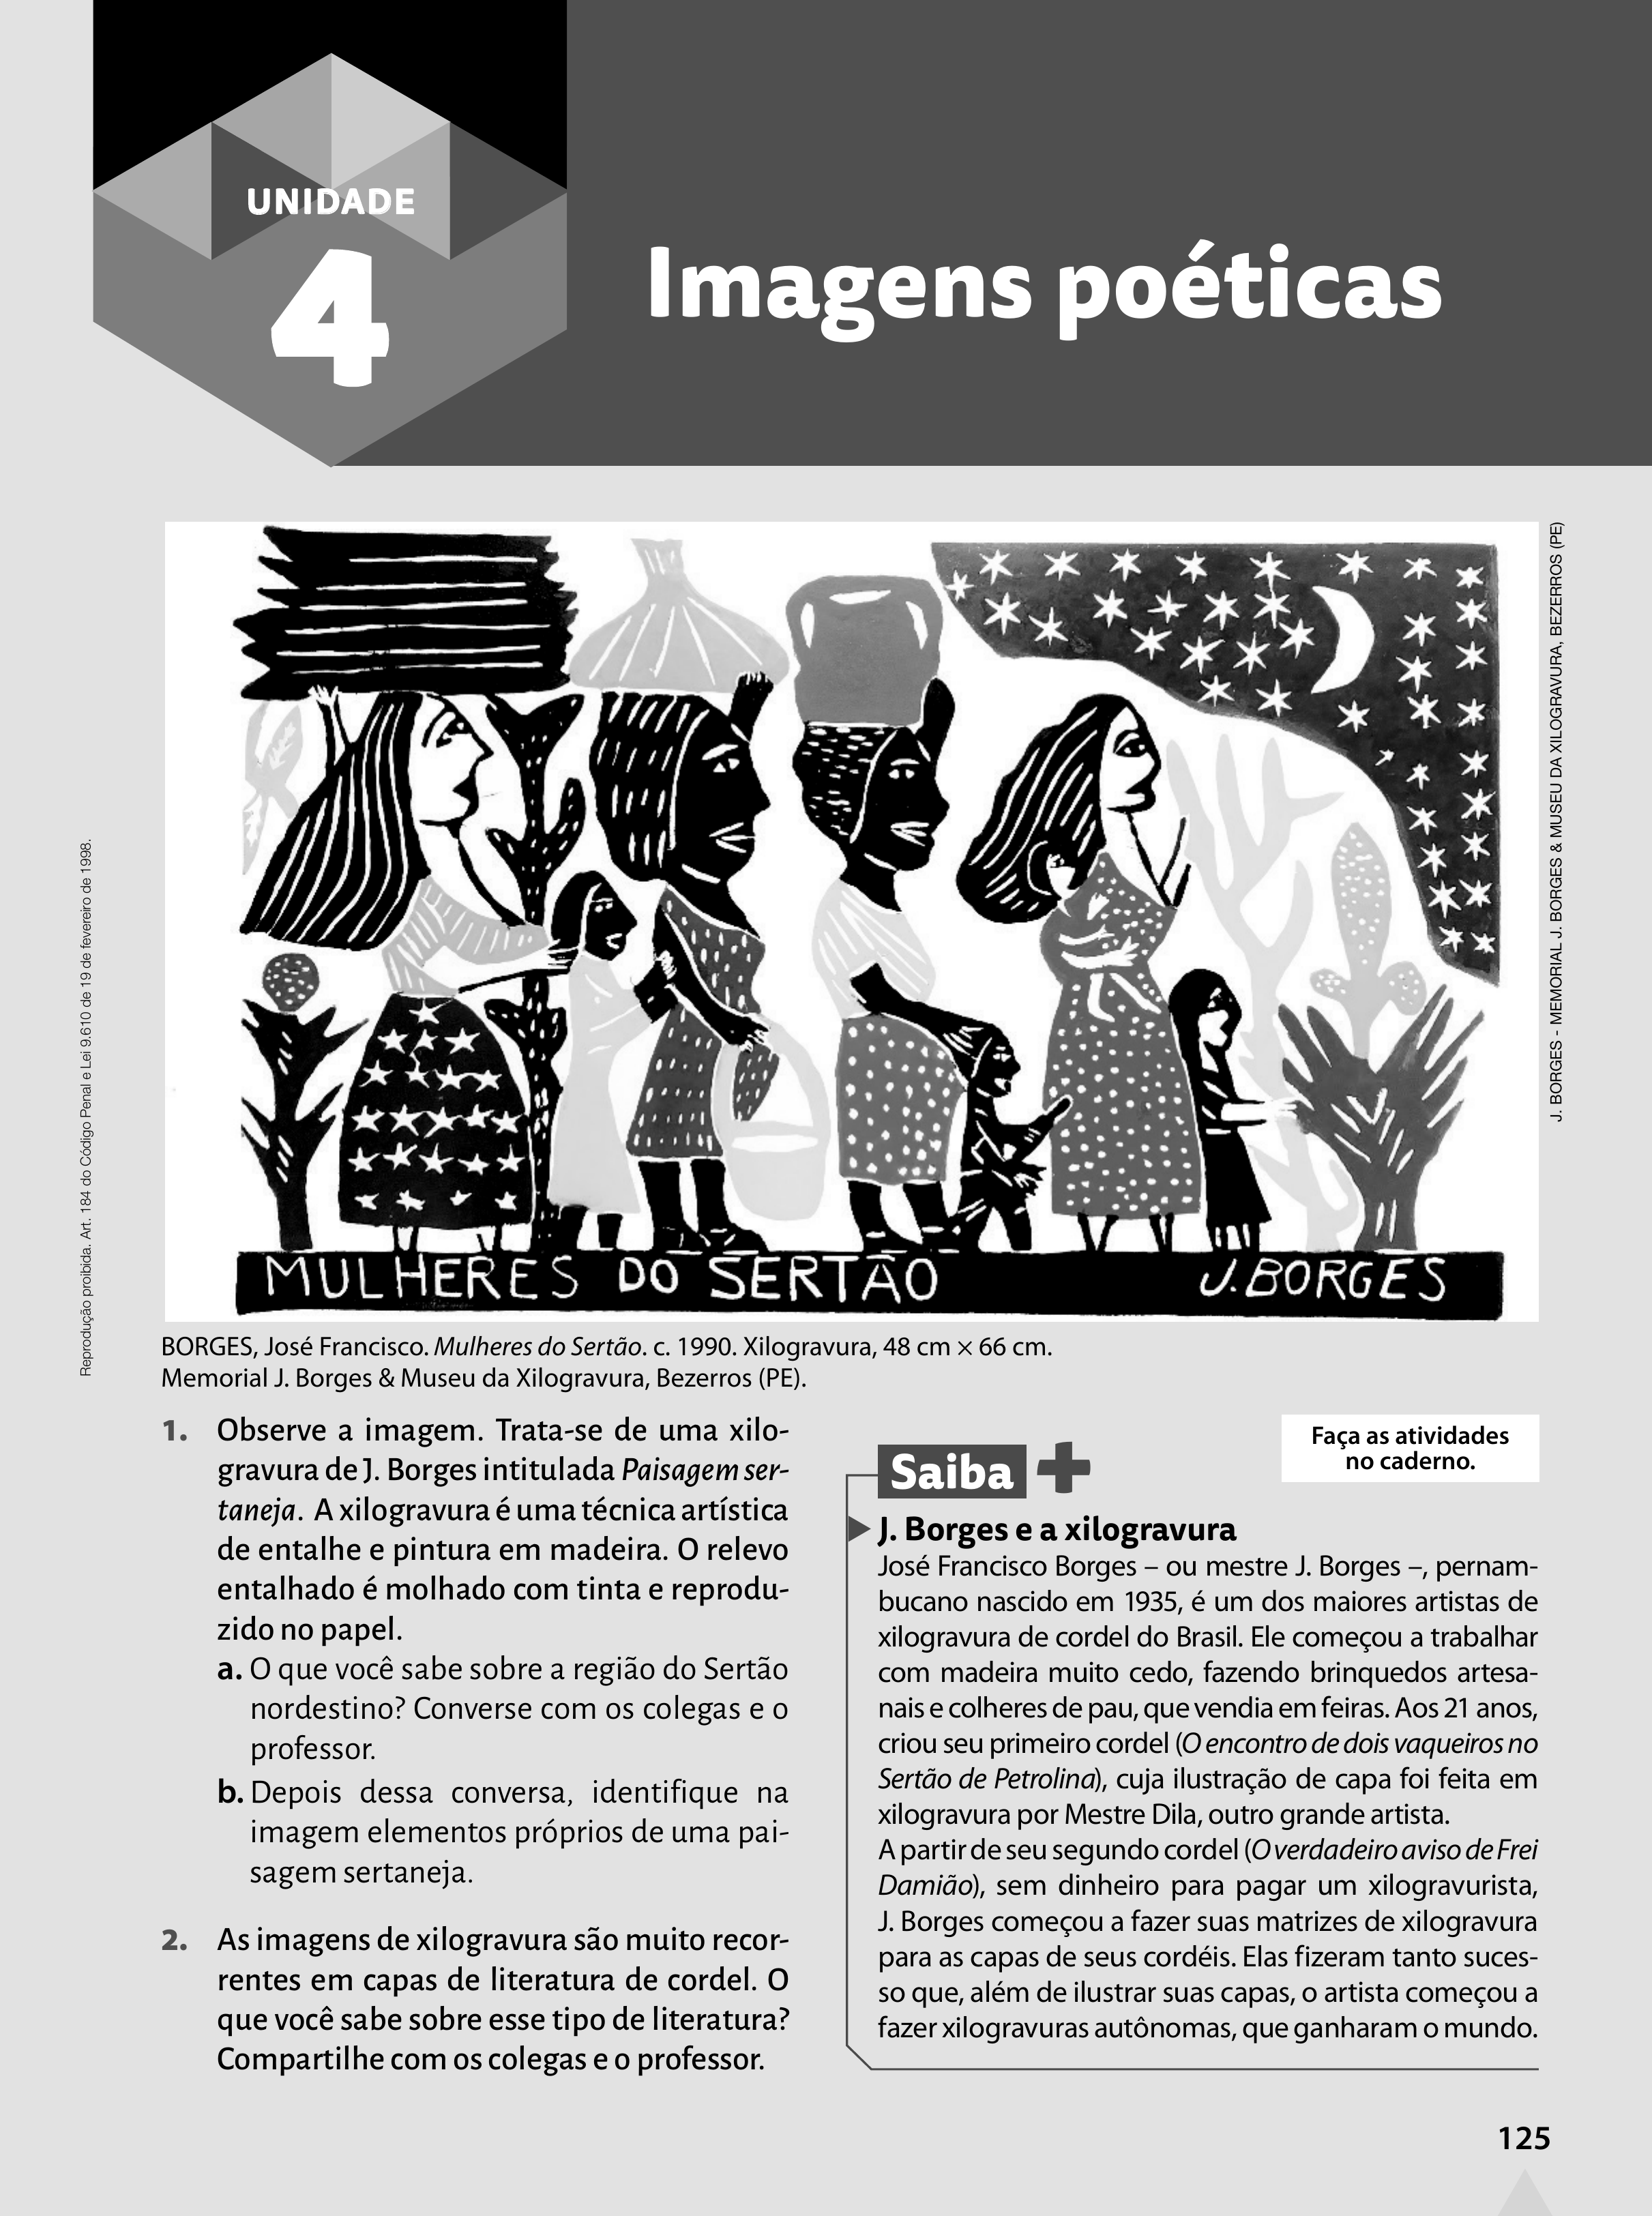 UNIDADE
4
Imagens poéticas
MULHERES DO SERTÃO
J.BORGES
J. BORGES - MEMORIAL J. BORGES & MUSEU DA XILOGRAVURA, BEZERROS (PE)
Reprodução proibida. Art. 184 do Código Penal e Lei 9.610 de 19 de fevereiro de 1998.
BORGES, José Francisco. Mulheres do Sertão. c. 1990. Xilogravura, 48 cm × 66 cm.
Memorial J. Borges & Museu da Xilogravura, Bezerros (PE).
1. Observe a imagem. Trata-se de uma xilo-
gravura de J. Borges intitulada Paisagem ser-
taneja. A xilogravura é uma técnica artística
de entalhe e pintura em madeira. O relevo
entalhado é molhado com tinta e reprodu-
zido no papel.
a. O que você sabe sobre a região do Sertão
nordestino? Converse com os colegas e o
professor.
b. Depois dessa conversa, identifique na
imagem elementos próprios de uma pai-
sagem sertaneja.
2. As imagens de xilogravura são muito recor-
rentes em capas de literatura de cordel. O
que você sabe sobre esse tipo de literatura?
Compartilhe com os colegas e o professor.
Faça as atividades
no caderno.
Saiba +
J. Borges e a xilogravura
José Francisco Borges – ou mestre J. Borges –, pernam-
bucano nascido em 1935, é um dos maiores artistas de
xilogravura de cordel do Brasil. Ele começou a trabalhar
com madeira muito cedo, fazendo brinquedos artesa-
nais e colheres de pau, que vendia em feiras. Aos 21 anos,
criou seu primeiro cordel (O encontro de dois vaqueiros no
Sertão de Petrolina), cuja ilustração de capa foi feita em
xilogravura por Mestre Dila, outro grande artista.
A partir de seu segundo cordel (O verdadeiro aviso de Frei
Damião), sem dinheiro para pagar um xilogravurista,
J. Borges começou a fazer suas matrizes de xilogravura
para as capas de seus cordéis. Elas fizeram tanto suces-
so que, além de ilustrar suas capas, o artista começou a
fazer xilogravuras autônomas, que ganharam o mundo.
125